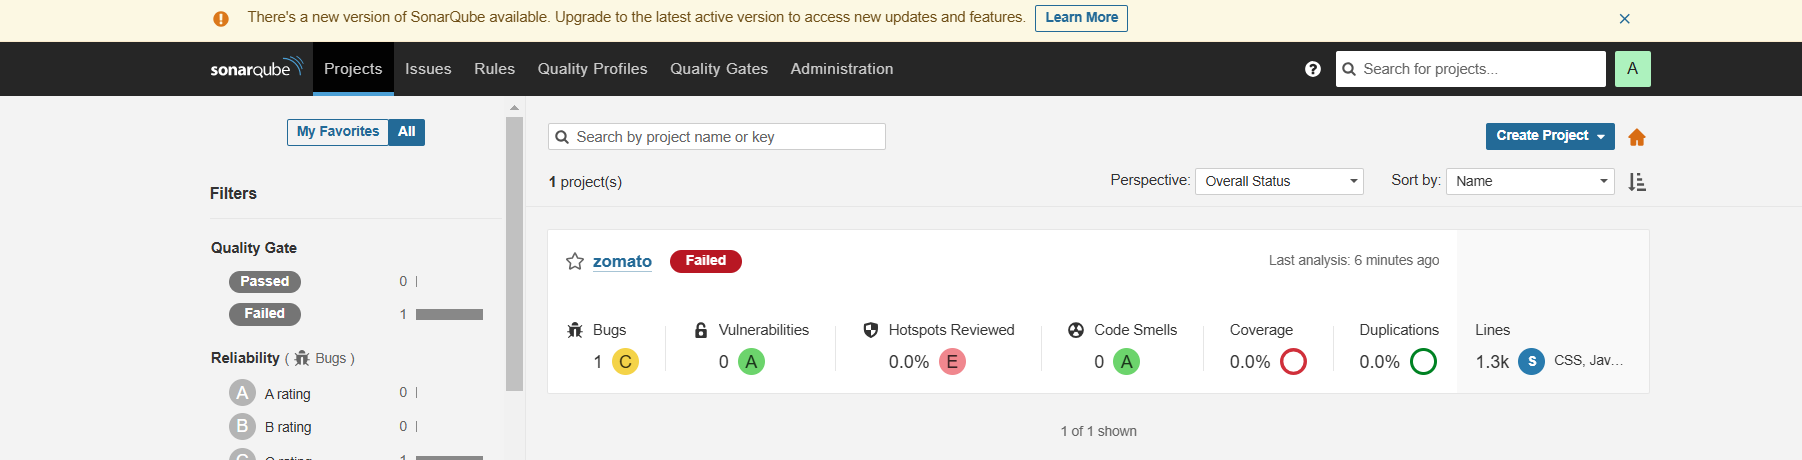 There's a new version of SonarQube available. Upgrade to the latest active version to access new updates and features. Learn More
sonarqube Projects Issues Rules Quality Profiles Quality Gates Administration Search for projects... A
My Favorites All
Search by project name or key Create Project
1 project(s) Perspective: Overall Status Sort by: Name
Filters
Quality Gate
Passed 0
Failed 1
Reliability ( Bugs )
A A rating 0
B B rating 0
zomato Failed Last analysis: 6 minutes ago
Bugs Vulnerabilities Hotspots Reviewed Code Smells Coverage Duplications Lines
1 C 0 A 0.0% E 0 A 0.0% 0.0% 1.3k S CSS, Jav...
1 of 1 shown